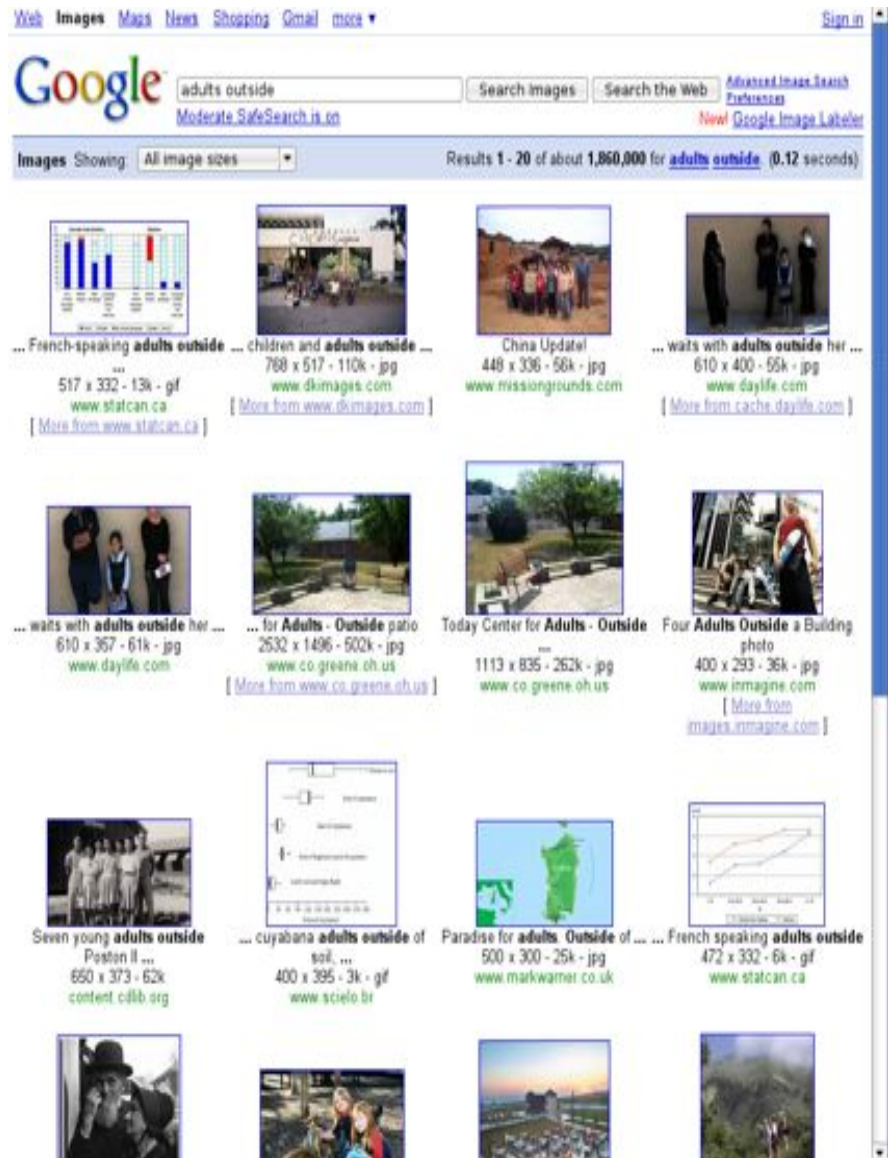 Web Images Maps News Shopping Gmail more ▼ Sign in
Google
adults outside
Search Images
Search the Web
Advanced Image Search
Preferences
Moderate SafeSearch is on
New! Google Image Labeler
Images Showing: All image sizes
Results 1 - 20 of about 1,860,000 for adults outside. (0.12 seconds)
... French-speaking adults outside
...
517 x 332 - 13k - gif
www.statcan.ca
[ More from www.statcan.ca ]
... children and adults outside ...
768 x 517 - 110k - jpg
www.dkimages.com
[ More from www.dkimages.com ]
China Update!
448 x 336 - 56k - jpg
www.missiongrounds.com
... waits with adults outside her ...
610 x 400 - 55k - jpg
www.daylife.com
[ More from cache.daylife.com ]
... waits with adults outside her ...
610 x 357 - 61k - jpg
www.daylife.com
... for Adults - Outside patio
2532 x 1496 - 502k - jpg
www.co.greene.oh.us
[ More from www.co.greene.oh.us ]
Today Center for Adults - Outside
...
1113 x 835 - 262k - jpg
www.co.greene.oh.us
Four Adults Outside a Building
photo
400 x 293 - 36k - jpg
www.inmagine.com
[ More from
images.inmagine.com ]
Seven young adults outside
Poston II ...
650 x 373 - 62k
content.cdlib.org
... cuyabana adults outside of
soil, ...
400 x 395 - 3k - gif
www.scielo.br
Paradise for adults. Outside of ...
500 x 300 - 25k - jpg
www.markwarner.co.uk
... French speaking adults outside
472 x 332 - 6k - gif
www.statcan.ca